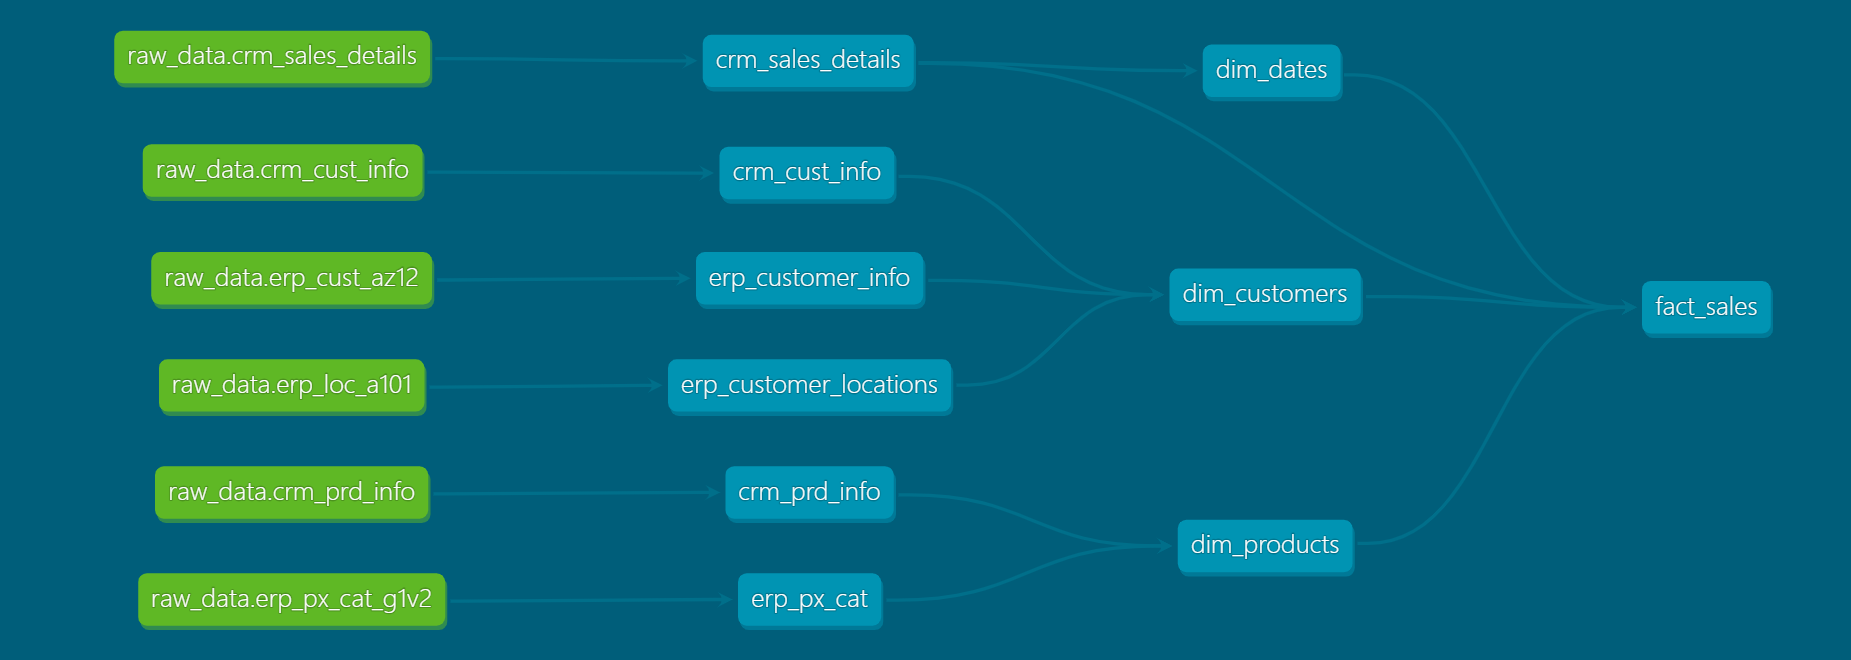 raw_data.crm_sales_details
crm_sales_details
dim_dates
raw_data.crm_cust_info
crm_cust_info
raw_data.erp_cust_az12
erp_customer_info
dim_customers
fact_sales
raw_data.erp_loc_a101
erp_customer_locations
raw_data.crm_prd_info
crm_prd_info
dim_products
raw_data.erp_px_cat_g1v2
erp_px_cat